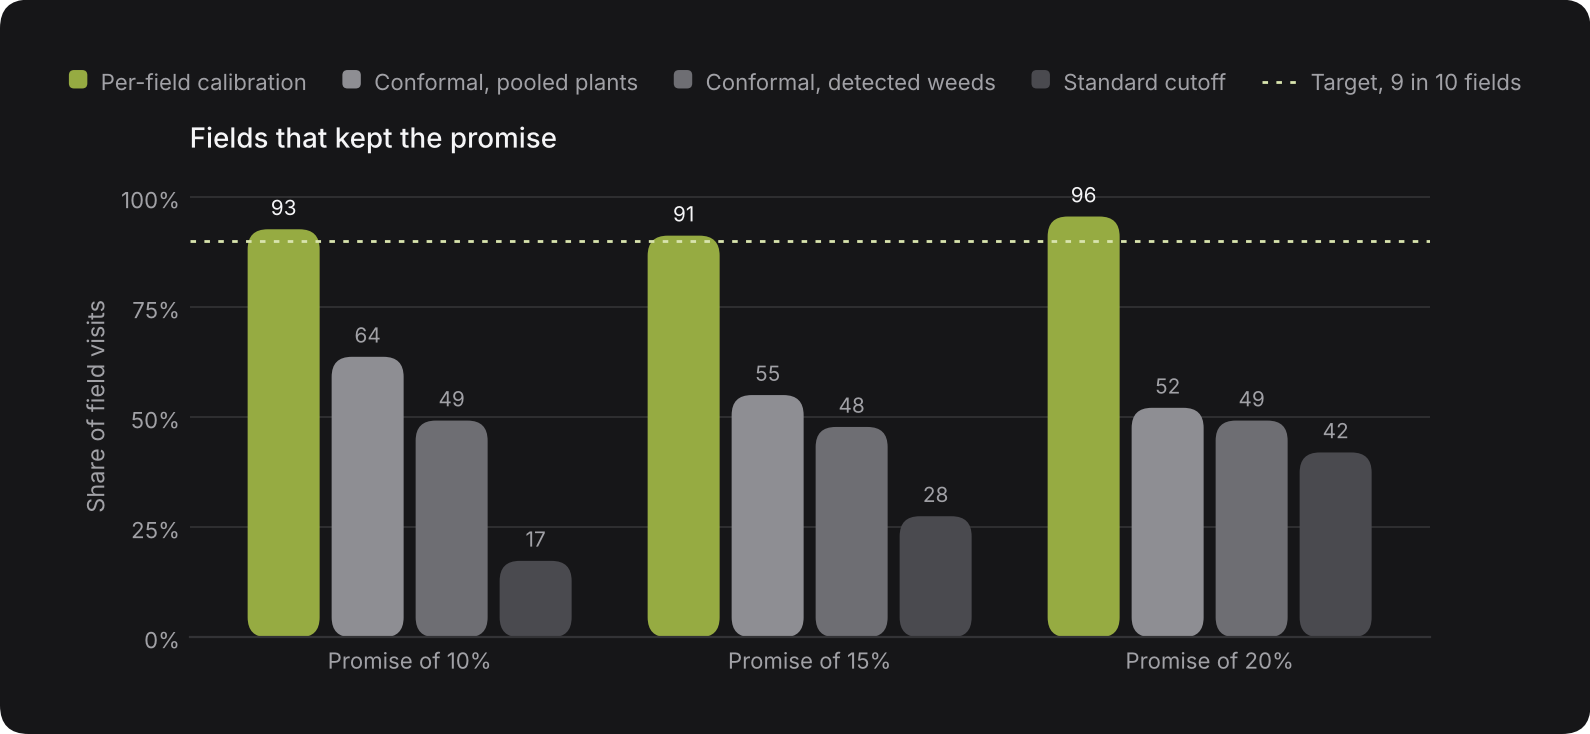 Per-field calibration
Conformal, pooled plants
Conformal, detected weeds
Standard cutoff
Target, 9 in 10 fields
Fields that kept the promise
Share of field visits
100%
75%
50%
25%
0%
93
64
49
17
91
55
48
28
96
52
49
42
Promise of 10%
Promise of 15%
Promise of 20%